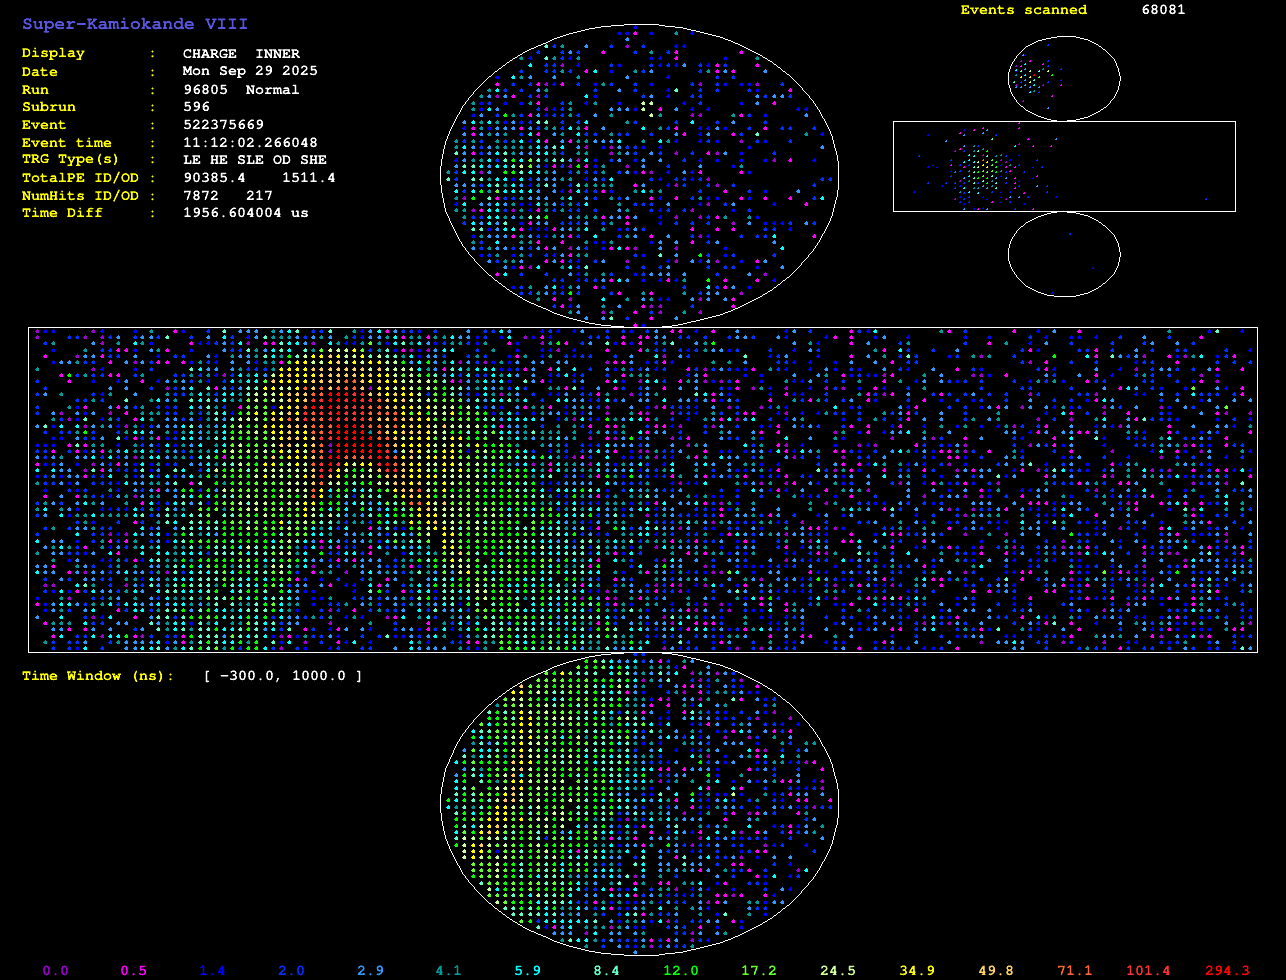 Super-Kamiokande VIII
Events scanned 68081
Display : CHARGE INNER
Date : Mon Sep 29 2025
Run : 96805 Normal
Subrun : 596
Event : 522375669
Event time : 11:12:02.266048
TRG Type(s) : LE HE SLE OD SHE
TotalPE ID/OD : 90385.4 1511.4
NumHits ID/OD : 7872 217
Time Diff : 1956.604004 us
Time Window (ns): [ -300.0, 1000.0 ]
0.0 0.5 1.4 2.0 2.9 4.1 5.9 8.4 12.0 17.2 24.5 34.9 49.8 71.1 101.4 294.3